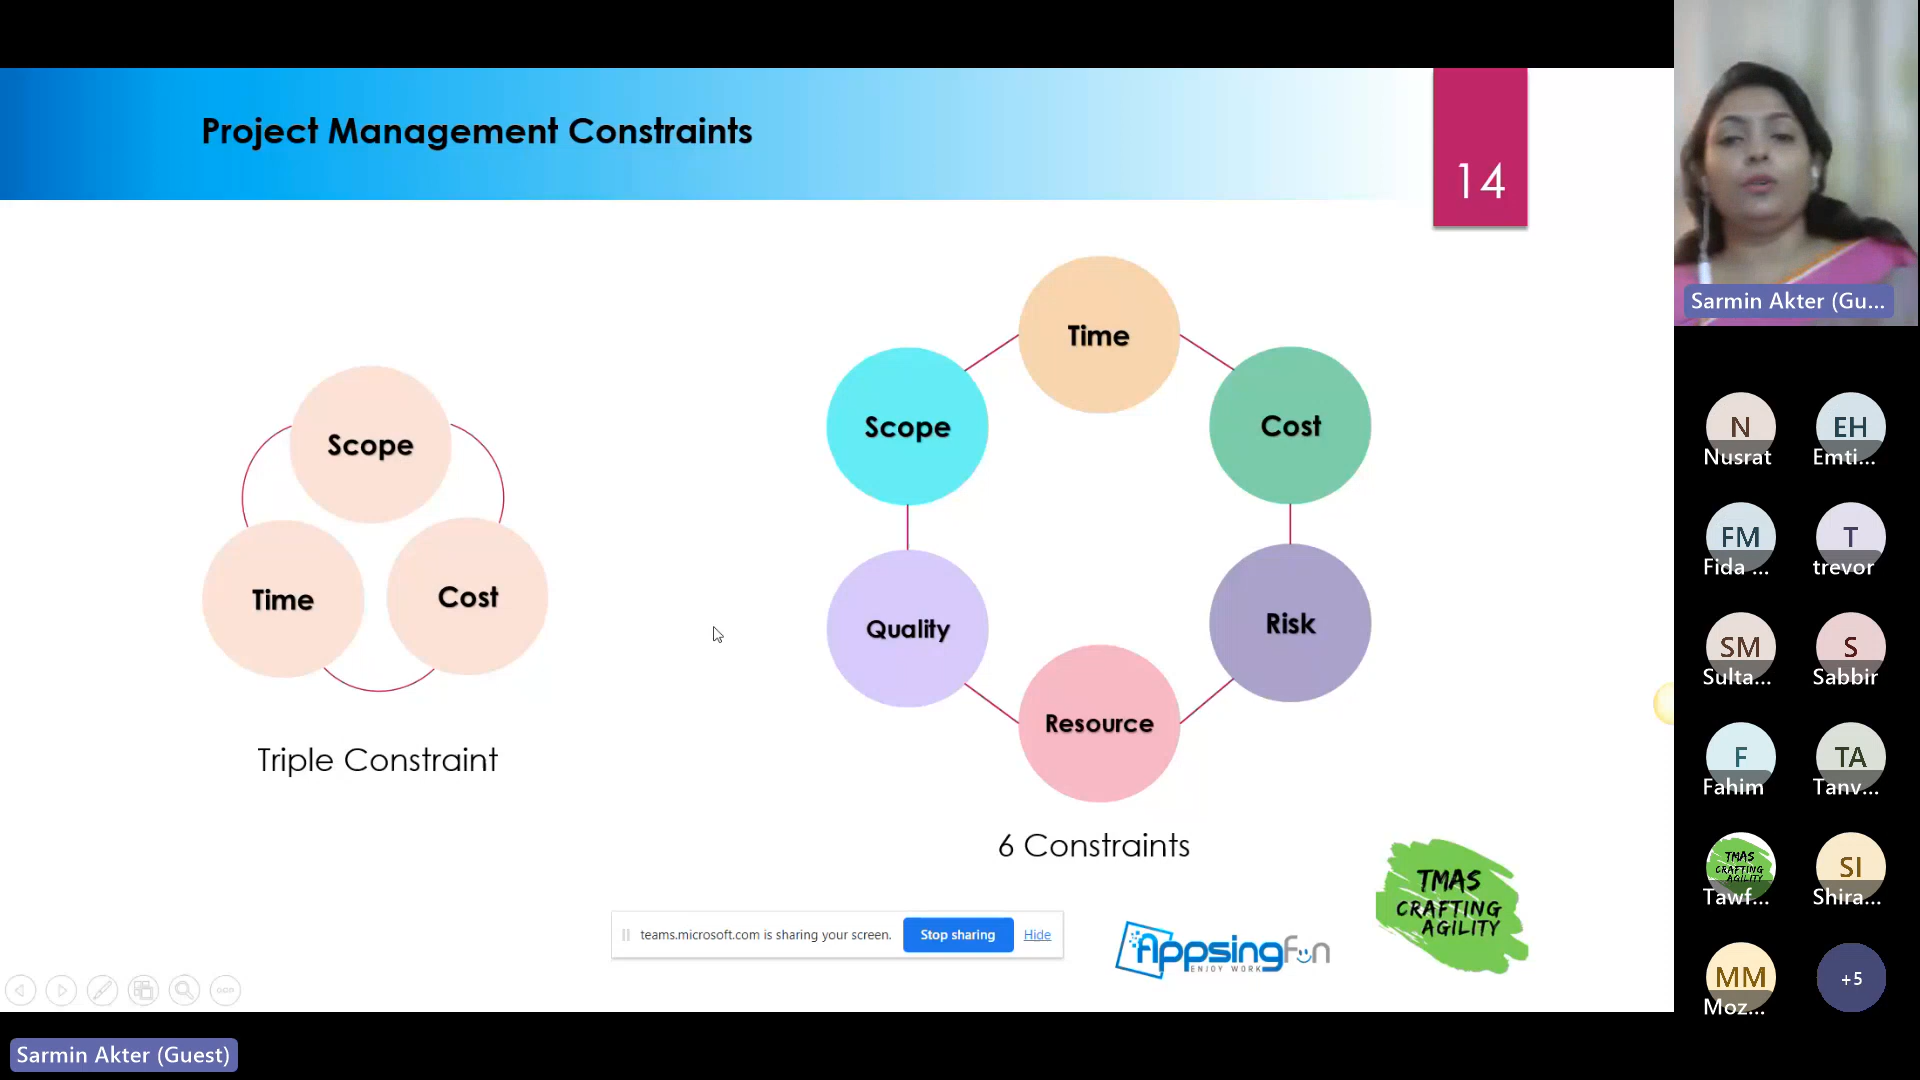 Project Management Constraints
14
Scope
Time
Cost
Triple Constraint
Time
Scope
Cost
Quality
Risk
Resource
6 Constraints
teams.microsoft.com is sharing your screen.
Stop sharing
Hide
AppsingFun
ENJOY WORK
TMAS
CRAFTING
AGILITY
Sarmin Akter (Gu...
N
Nusrat
EH
Emti...
FM
Fida ...
T
trevor
SM
Sulta...
S
Sabbir
F
Fahim
TA
Tanv...
TMAS
CRAFTING
AGILITY
Tawf...
SI
Shira...
MM
Moz...
+5
Sarmin Akter (Guest)